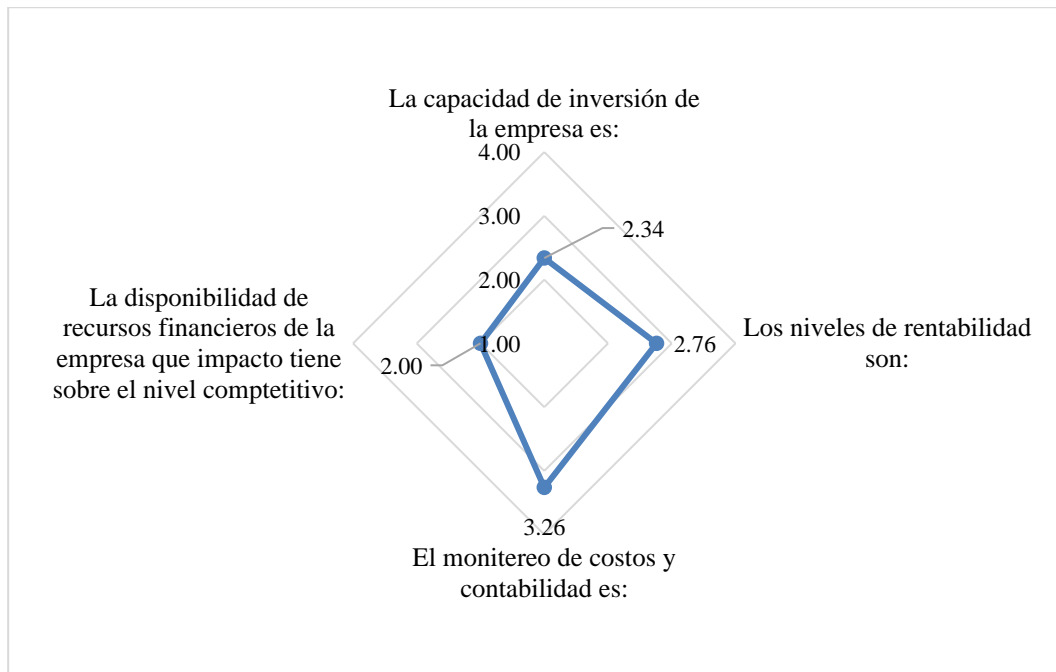 La capacidad de inversión de
la empresa es:
4.00
3.00
2.34
2.00
La disponibilidad de
recursos financieros de la
empresa que impacto tiene
sobre el nivel comptetitivo:
1.00
2.00
2.76
Los niveles de rentabilidad
son:
3.26
El monitereo de costos y
contabilidad es: